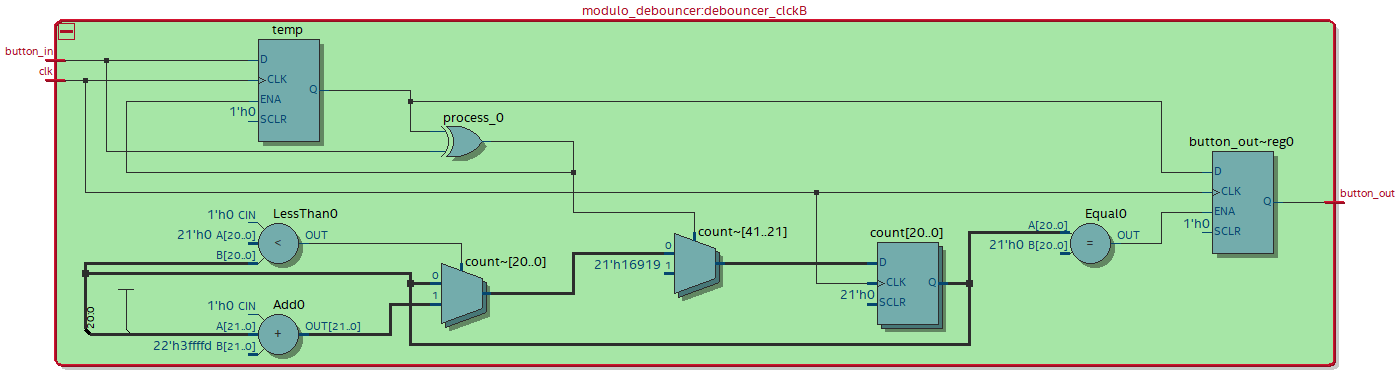 modulo_debouncer:debouncer_clckB
button_in
clk
temp
D
CLK
ENA
1'h0
SCLR
Q
process_0
button_out~reg0
D
CLK
ENA
1'h0
SCLR
Q
button_out
LessThan0
1'h0 CIN
21'h0 A[20..0]
B[20..0]
<
OUT
count~[20..0]
0
1
count~[41..21]
0
21'h16919
1
count[20..0]
D
CLK
21'h0
SCLR
Q
Equal0
A[20..0]
21'h0 B[20..0]
=
OUT
20:0
Add0
1'h0 CIN
A[21..0]
22'h3ffffd B[21..0]
+
OUT[21..0]